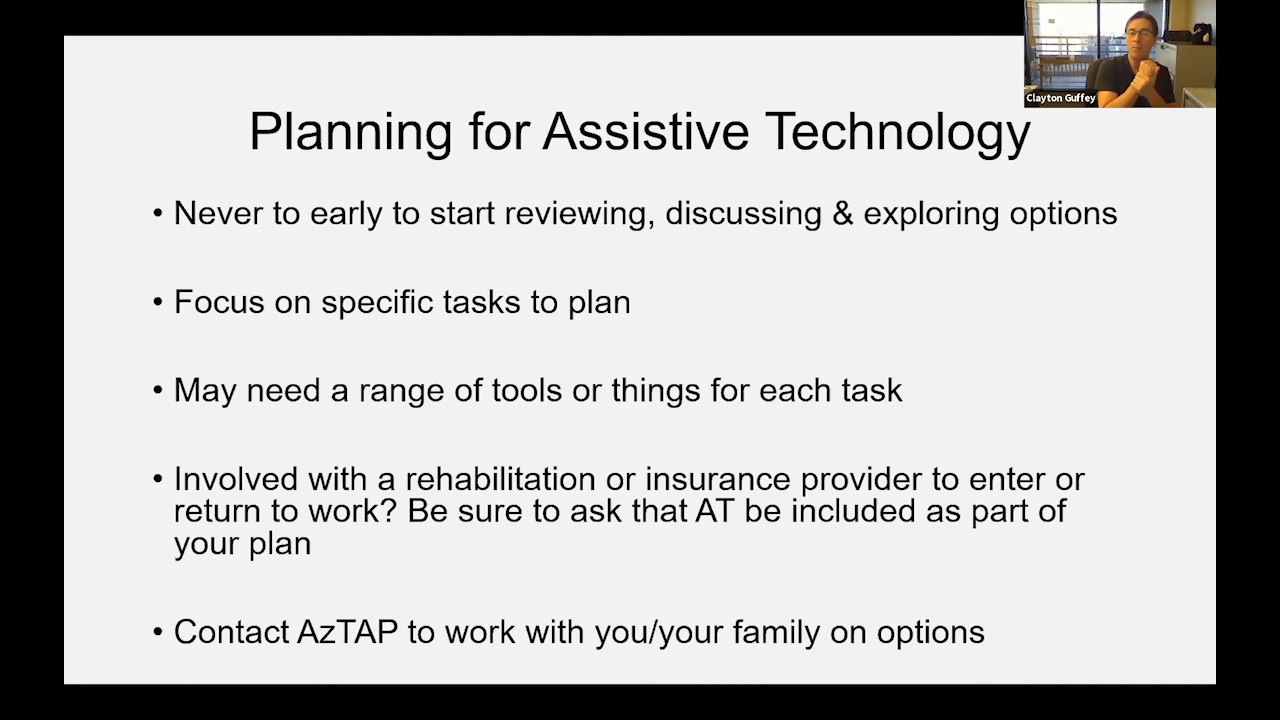 Clayton Guffey
Planning for Assistive Technology
• Never to early to start reviewing, discussing & exploring options
• Focus on specific tasks to plan
• May need a range of tools or things for each task
• Involved with a rehabilitation or insurance provider to enter or
return to work? Be sure to ask that AT be included as part of
your plan
• Contact AzTAP to work with you/your family on options